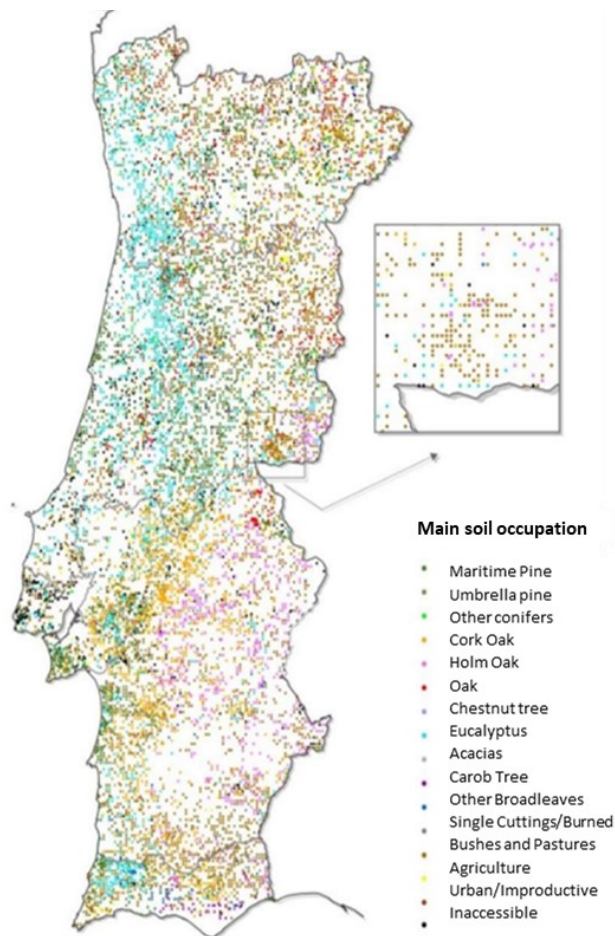 Main soil occupation
Maritime Pine
Umbrella pine
Other conifers
Cork Oak
Holm Oak
Oak
Chestnut tree
Eucalyptus
Acacias
Carob Tree
Other Broadleaves
Single Cuttings/Burned
Bushes and Pastures
Agriculture
Urban/Improductive
Inaccessible